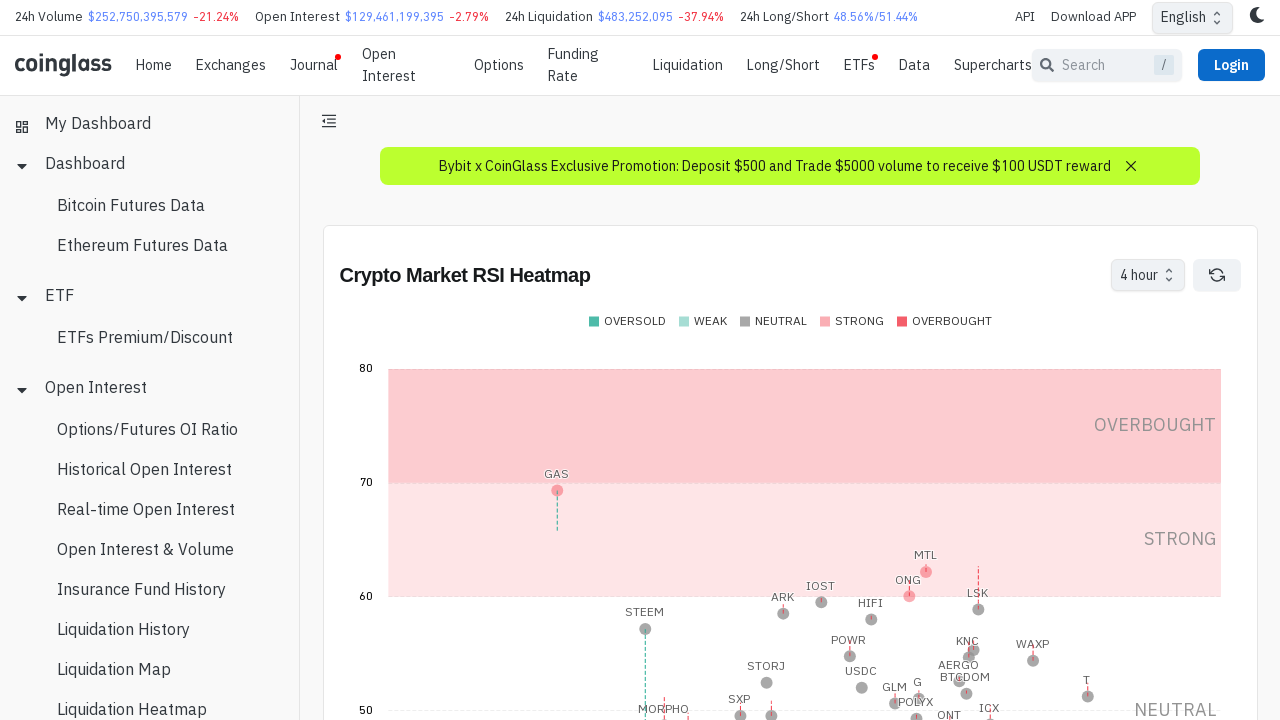 24h Volume $252,750,395,579 -21.24% Open Interest $129,461,199,395 -2.79% 24h Liquidation $483,252,095 -37.94% 24h Long/Short 48.56%/51.44% API Download APP English
coinglass Home Exchanges Journal Open Interest Options Funding Rate Liquidation Long/Short ETFs Data Supercharts Search / Login
My Dashboard
Dashboard
Bitcoin Futures Data
Ethereum Futures Data
ETF
ETFs Premium/Discount
Open Interest
Options/Futures OI Ratio
Historical Open Interest
Real-time Open Interest
Open Interest & Volume
Insurance Fund History
Liquidation History
Liquidation Map
Liquidation Heatmap
Bybit x CoinGlass Exclusive Promotion: Deposit $500 and Trade $5000 volume to receive $100 USDT reward
Crypto Market RSI Heatmap
4 hour
OVERSOLD WEAK NEUTRAL STRONG OVERBOUGHT
80
OVERBOUGHT
GAS
70
STRONG
MTL
ONG
IOST
LSK
60
ARK
HIFI
STEEM
POWR
KNC
WAXP
STORJ
AERGO
USDC
BTCDOM
T
GLM
G
SXP
POLYX
MORPHO
ICX
50
NEUTRAL
ONT